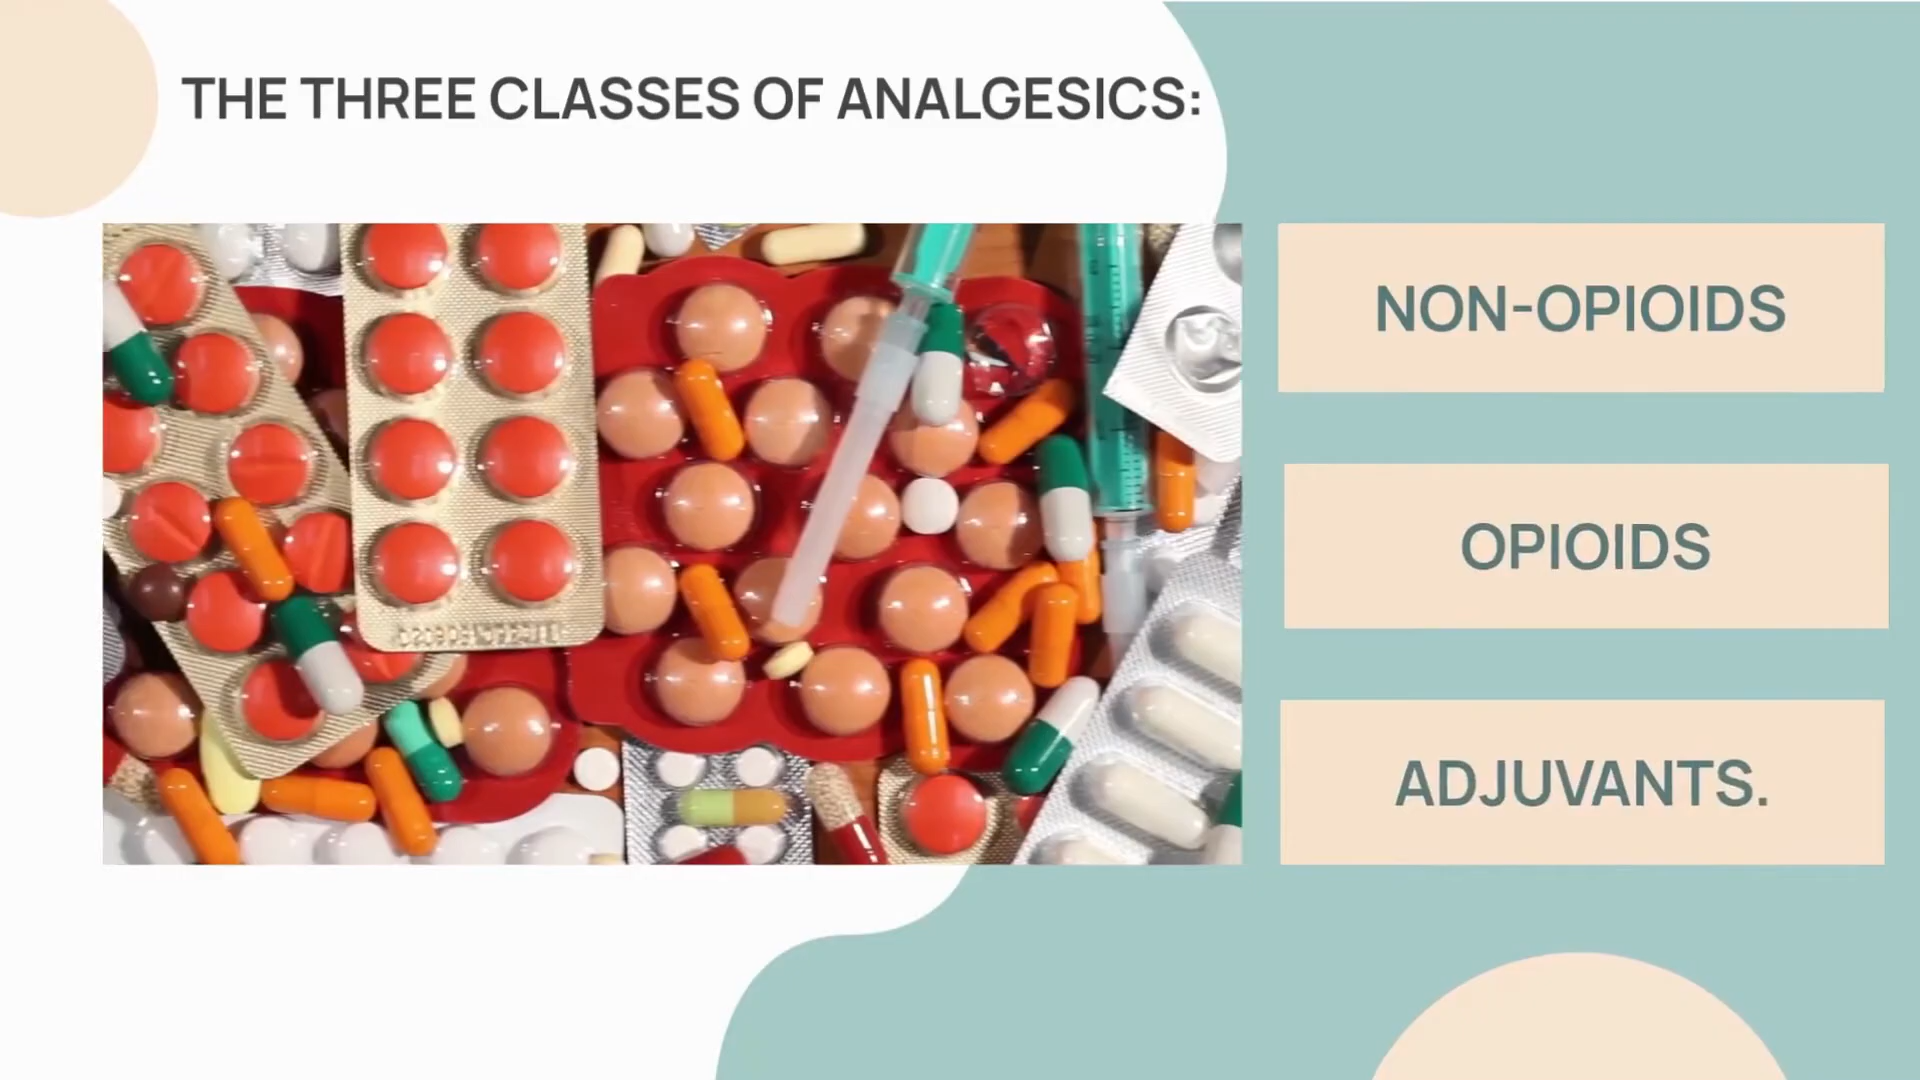 THE THREE CLASSES OF ANALGESICS:
NON-OPIOIDS
OPIOIDS
ADJUVANTS.